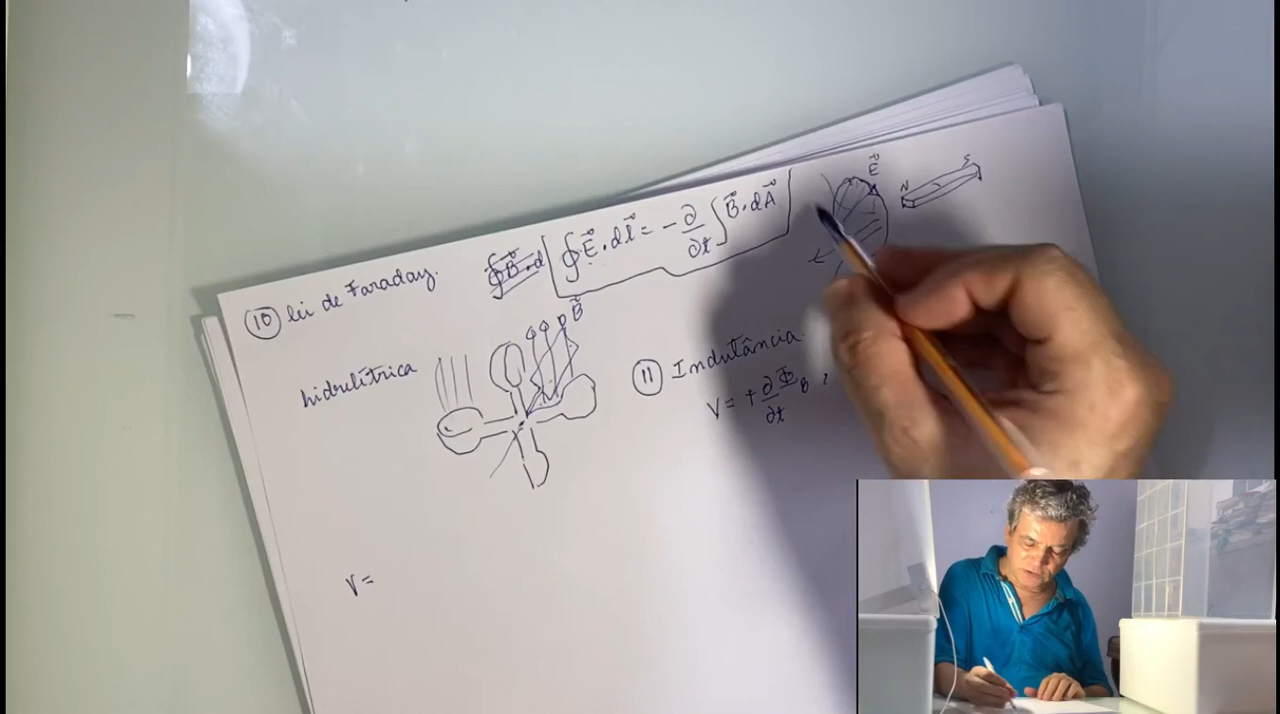 ⑩ Lei de Faraday. ∮B⃗·d ∮E⃗·dl⃗ = -∂/∂t ∫B⃗·dA⃗
E⃗
N S
hidrelétrica
B⃗
⑪ Indutância.
V = +∂Φ_B/∂t ,
V =